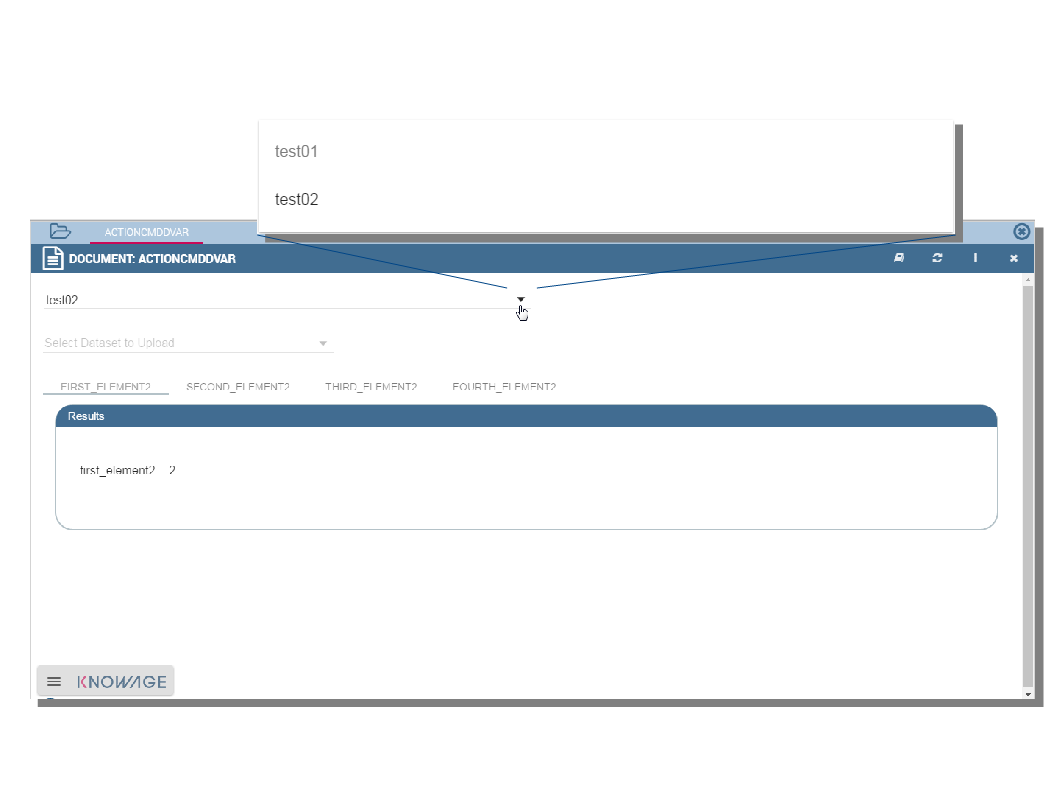 test01
test02
ACTIONCMDDVAR
DOCUMENT: ACTIONCMDDVAR
test02
Select Dataset to Upload
FIRST_ELEMENT2 SECOND_ELEMENT2 THIRD_ELEMENT2 FOURTH_ELEMENT2
Results
first_element2 2
KNOWAGE